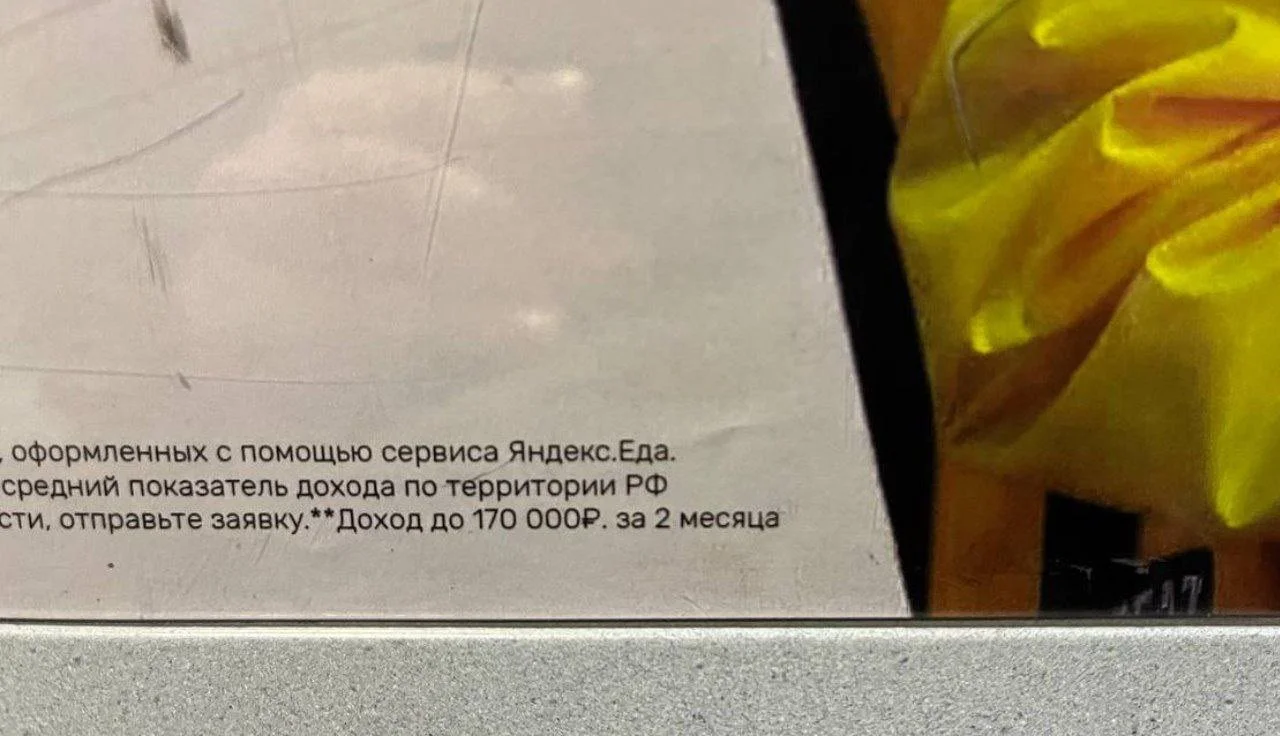 , оформленных с помощью сервиса Яндекс.Еда.
средний показатель дохода по территории РФ
сти, отправьте заявку.**Доход до 170 000₽. за 2 месяца